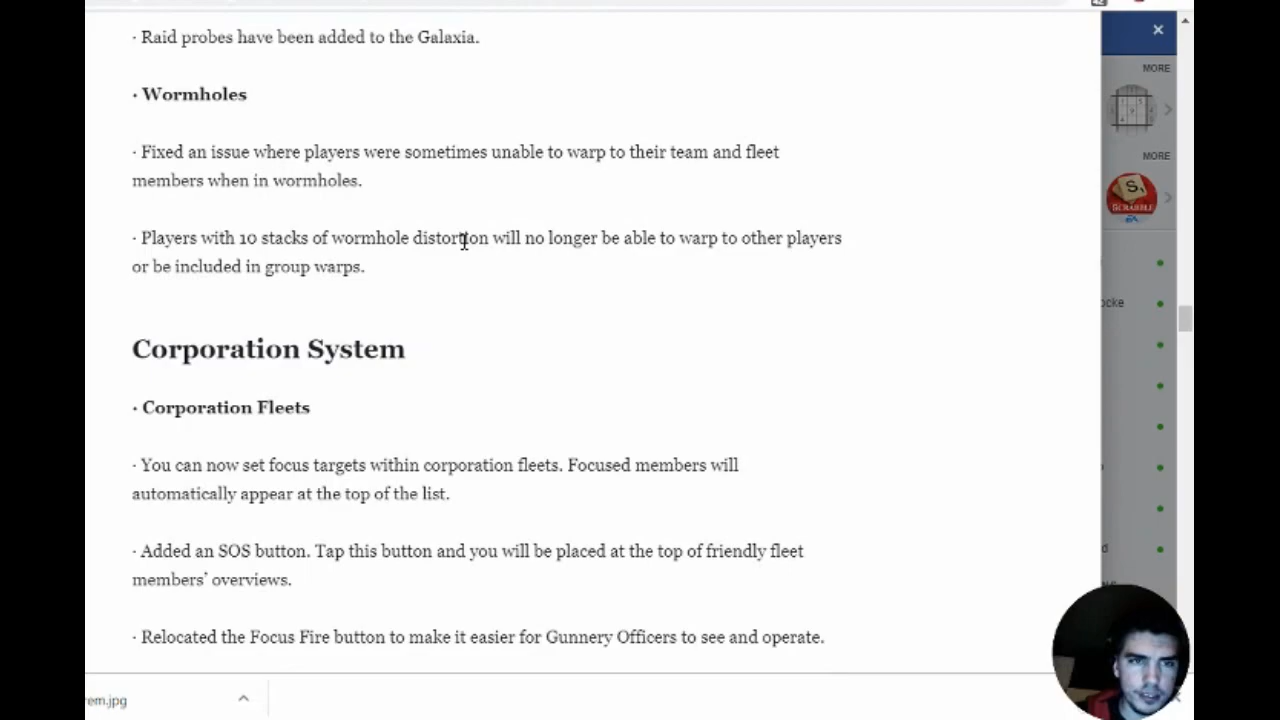 · Raid probes have been added to the Galaxia.
· Wormholes
· Fixed an issue where players were sometimes unable to warp to their team and fleet
members when in wormholes.
· Players with 10 stacks of wormhole distortion will no longer be able to warp to other players
or be included in group warps.
Corporation System
· Corporation Fleets
· You can now set focus targets within corporation fleets. Focused members will
automatically appear at the top of the list.
· Added an SOS button. Tap this button and you will be placed at the top of friendly fleet
members’ overviews.
· Relocated the Focus Fire button to make it easier for Gunnery Officers to see and operate.
MORE
MORE
S
SCRABBLE
EA
ocke
d
rem.jpg